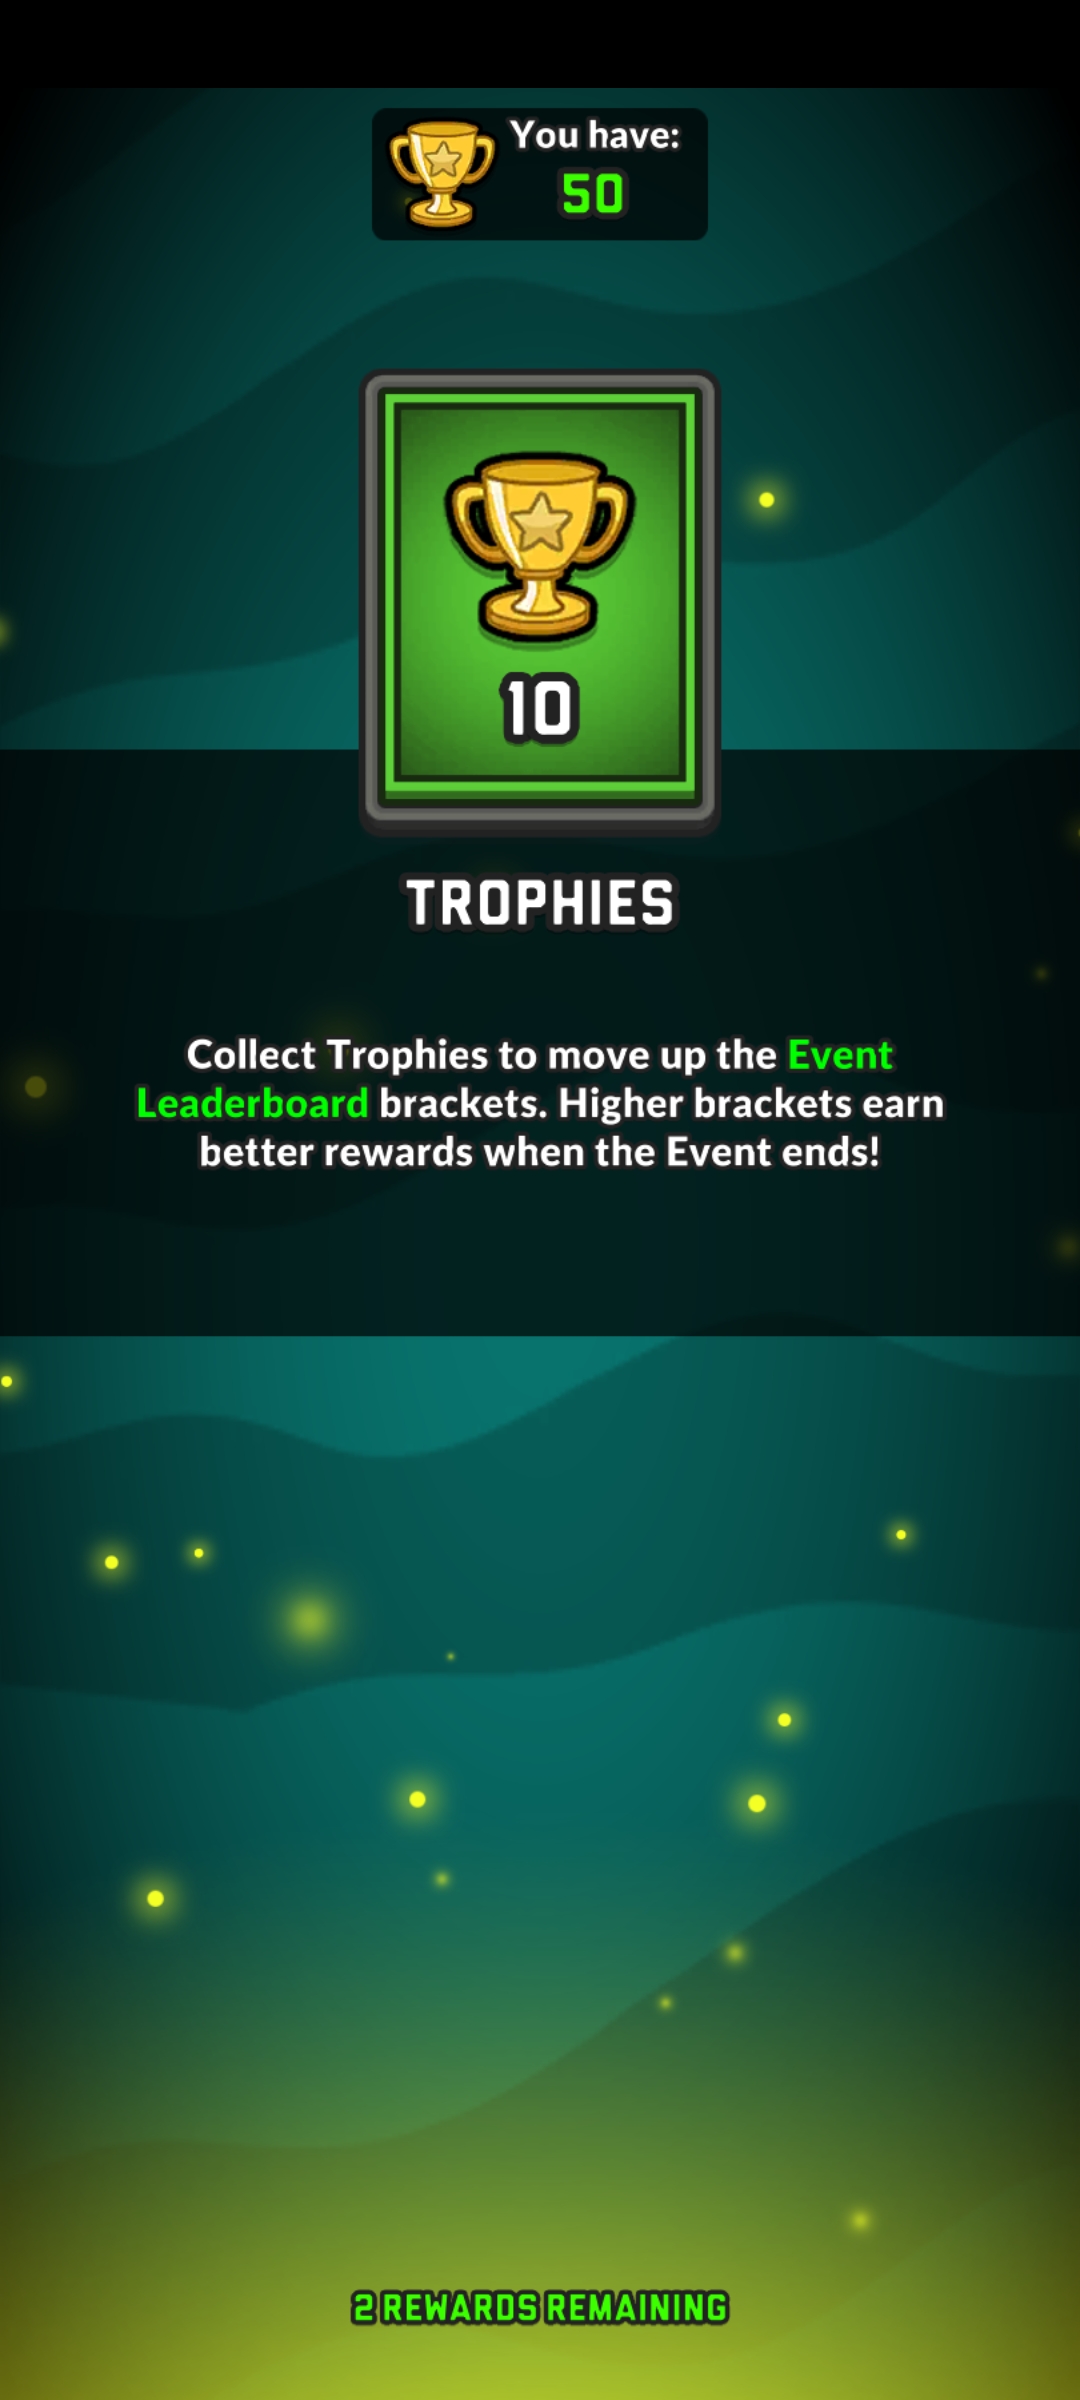 You have:
50
10
TROPHIES
Collect Trophies to move up the Event
Leaderboard brackets. Higher brackets earn
better rewards when the Event ends!
2 REWARDS REMAINING